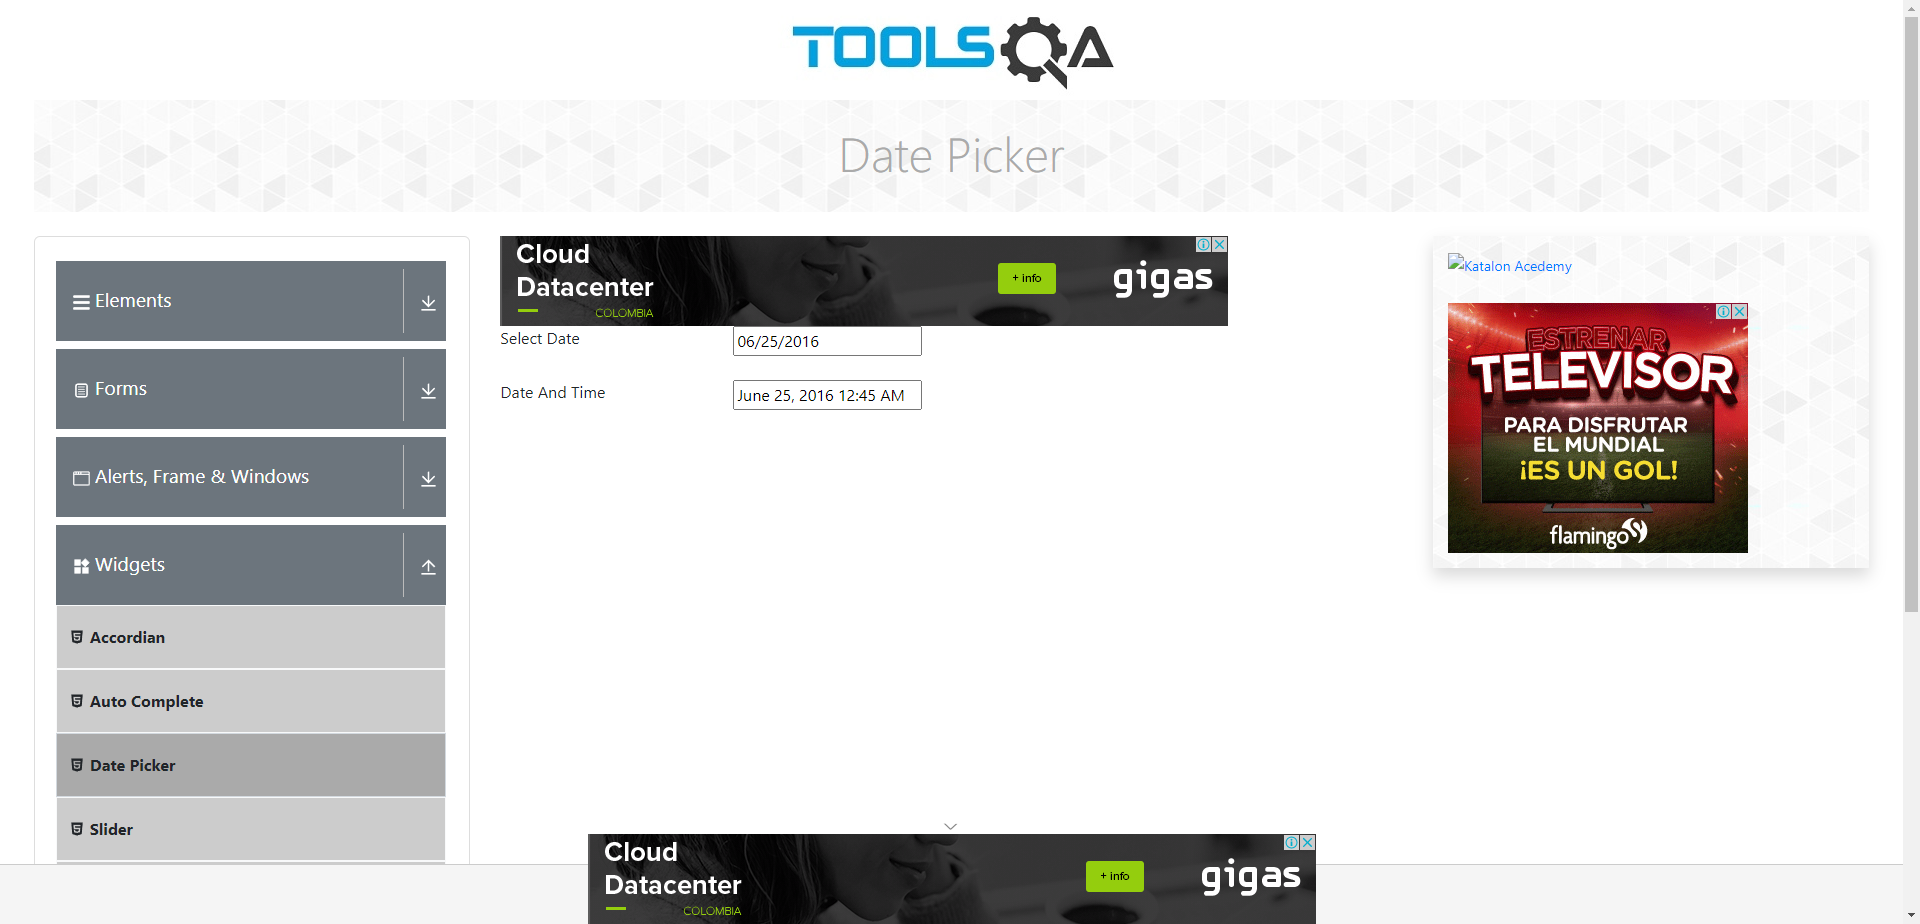 TOOLSQA
Date Picker
Elements
Forms
Alerts, Frame & Windows
Widgets
Accordian
Auto Complete
Date Picker
Slider
Cloud
Datacenter
COLOMBIA
+ info
gigas
Select Date
06/25/2016
Date And Time
June 25, 2016 12:45 AM
Katalon Acedemy
ESTRENAR
TELEVISOR
PARA DISFRUTAR
EL MUNDIAL
¡ES UN GOL!
flamingo
Cloud
Datacenter
COLOMBIA
+ info
gigas